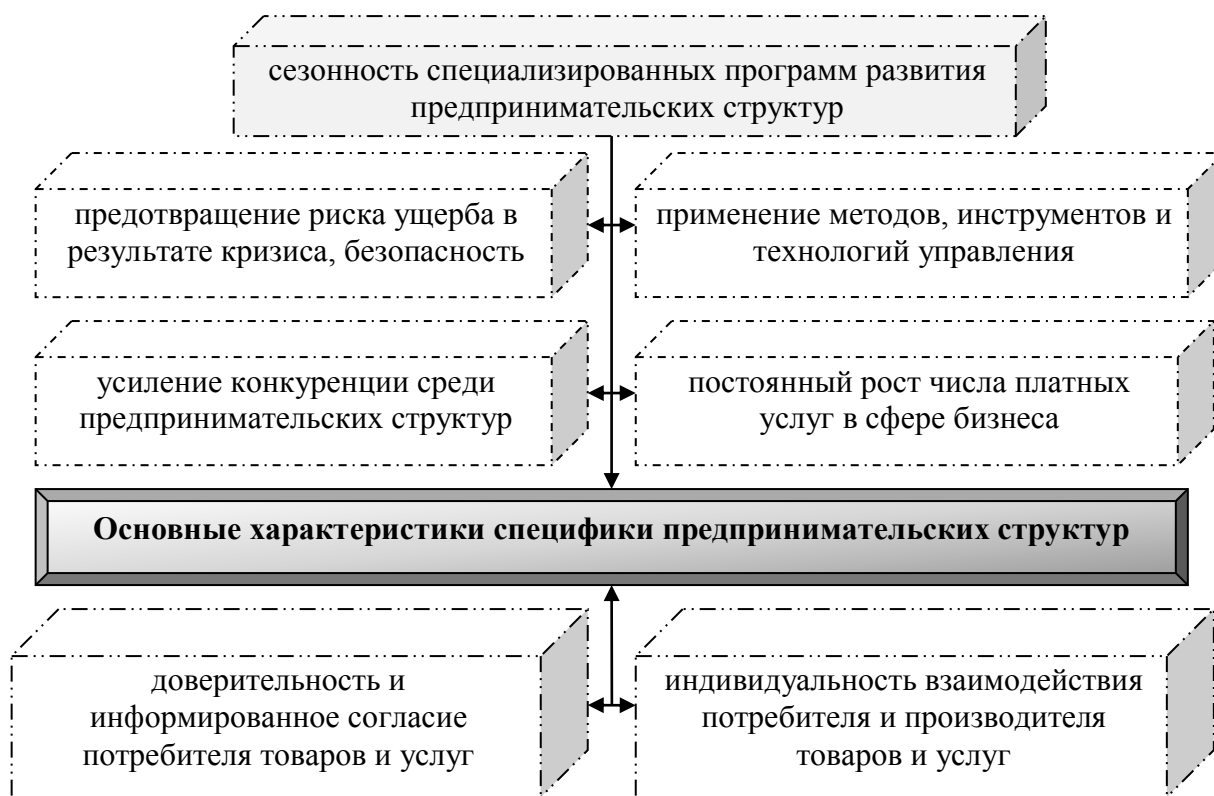 сезонность специализированных программ развития
предпринимательских структур
предотвращение риска ущерба в
результате кризиса, безопасность
применение методов, инструментов и
технологий управления
усиление конкуренции среди
предпринимательских структур
постоянный рост числа платных
услуг в сфере бизнеса
Основные характеристики специфики предпринимательских структур
доверительность и
информированное согласие
потребителя товаров и услуг
индивидуальность взаимодействия
потребителя и производителя
товаров и услуг